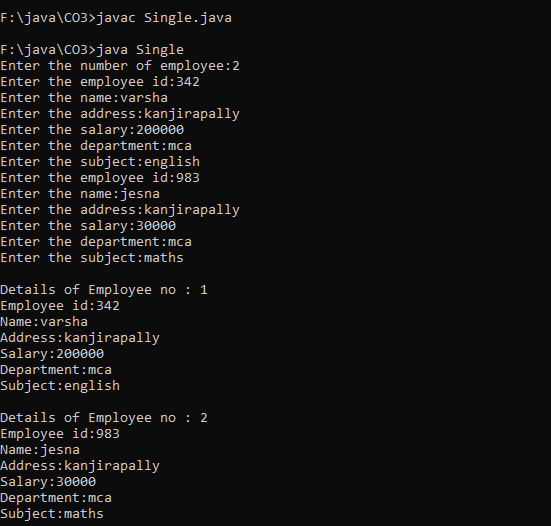 F:\java\CO3>javac Single.java
F:\java\CO3>java Single
Enter the number of employee:2
Enter the employee id:342
Enter the name:varsha
Enter the address:kanjirapally
Enter the salary:200000
Enter the department:mca
Enter the subject:english
Enter the employee id:983
Enter the name:jesna
Enter the address:kanjirapally
Enter the salary:30000
Enter the department:mca
Enter the subject:maths
Details of Employee no : 1
Employee id:342
Name:varsha
Address:kanjirapally
Salary:200000
Department:mca
Subject:english
Details of Employee no : 2
Employee id:983
Name:jesna
Address:kanjirapally
Salary:30000
Department:mca
Subject:maths